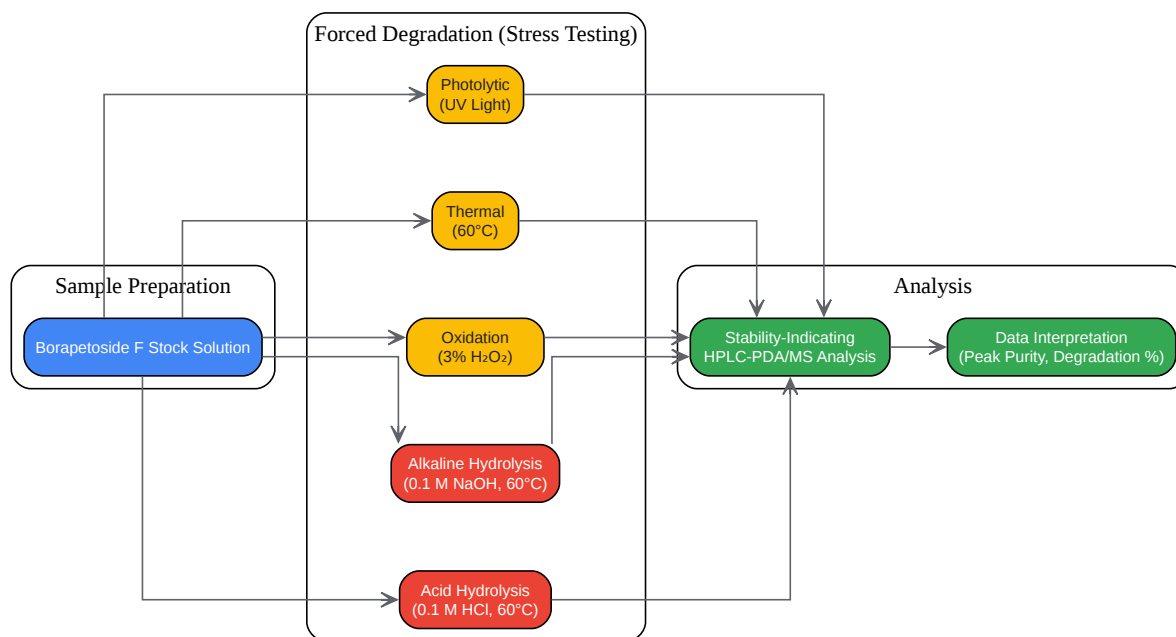 Forced Degradation (Stress Testing)
Photolytic
(UV Light)
Thermal
(60°C)
Sample Preparation
Borapetoside F Stock Solution
Oxidation
(3% H₂O₂)
Alkaline Hydrolysis
(0.1 M NaOH, 60°C)
Acid Hydrolysis
(0.1 M HCl, 60°C)
Analysis
Stability-Indicating
HPLC-PDA/MS Analysis
Data Interpretation
(Peak Purity, Degradation %)